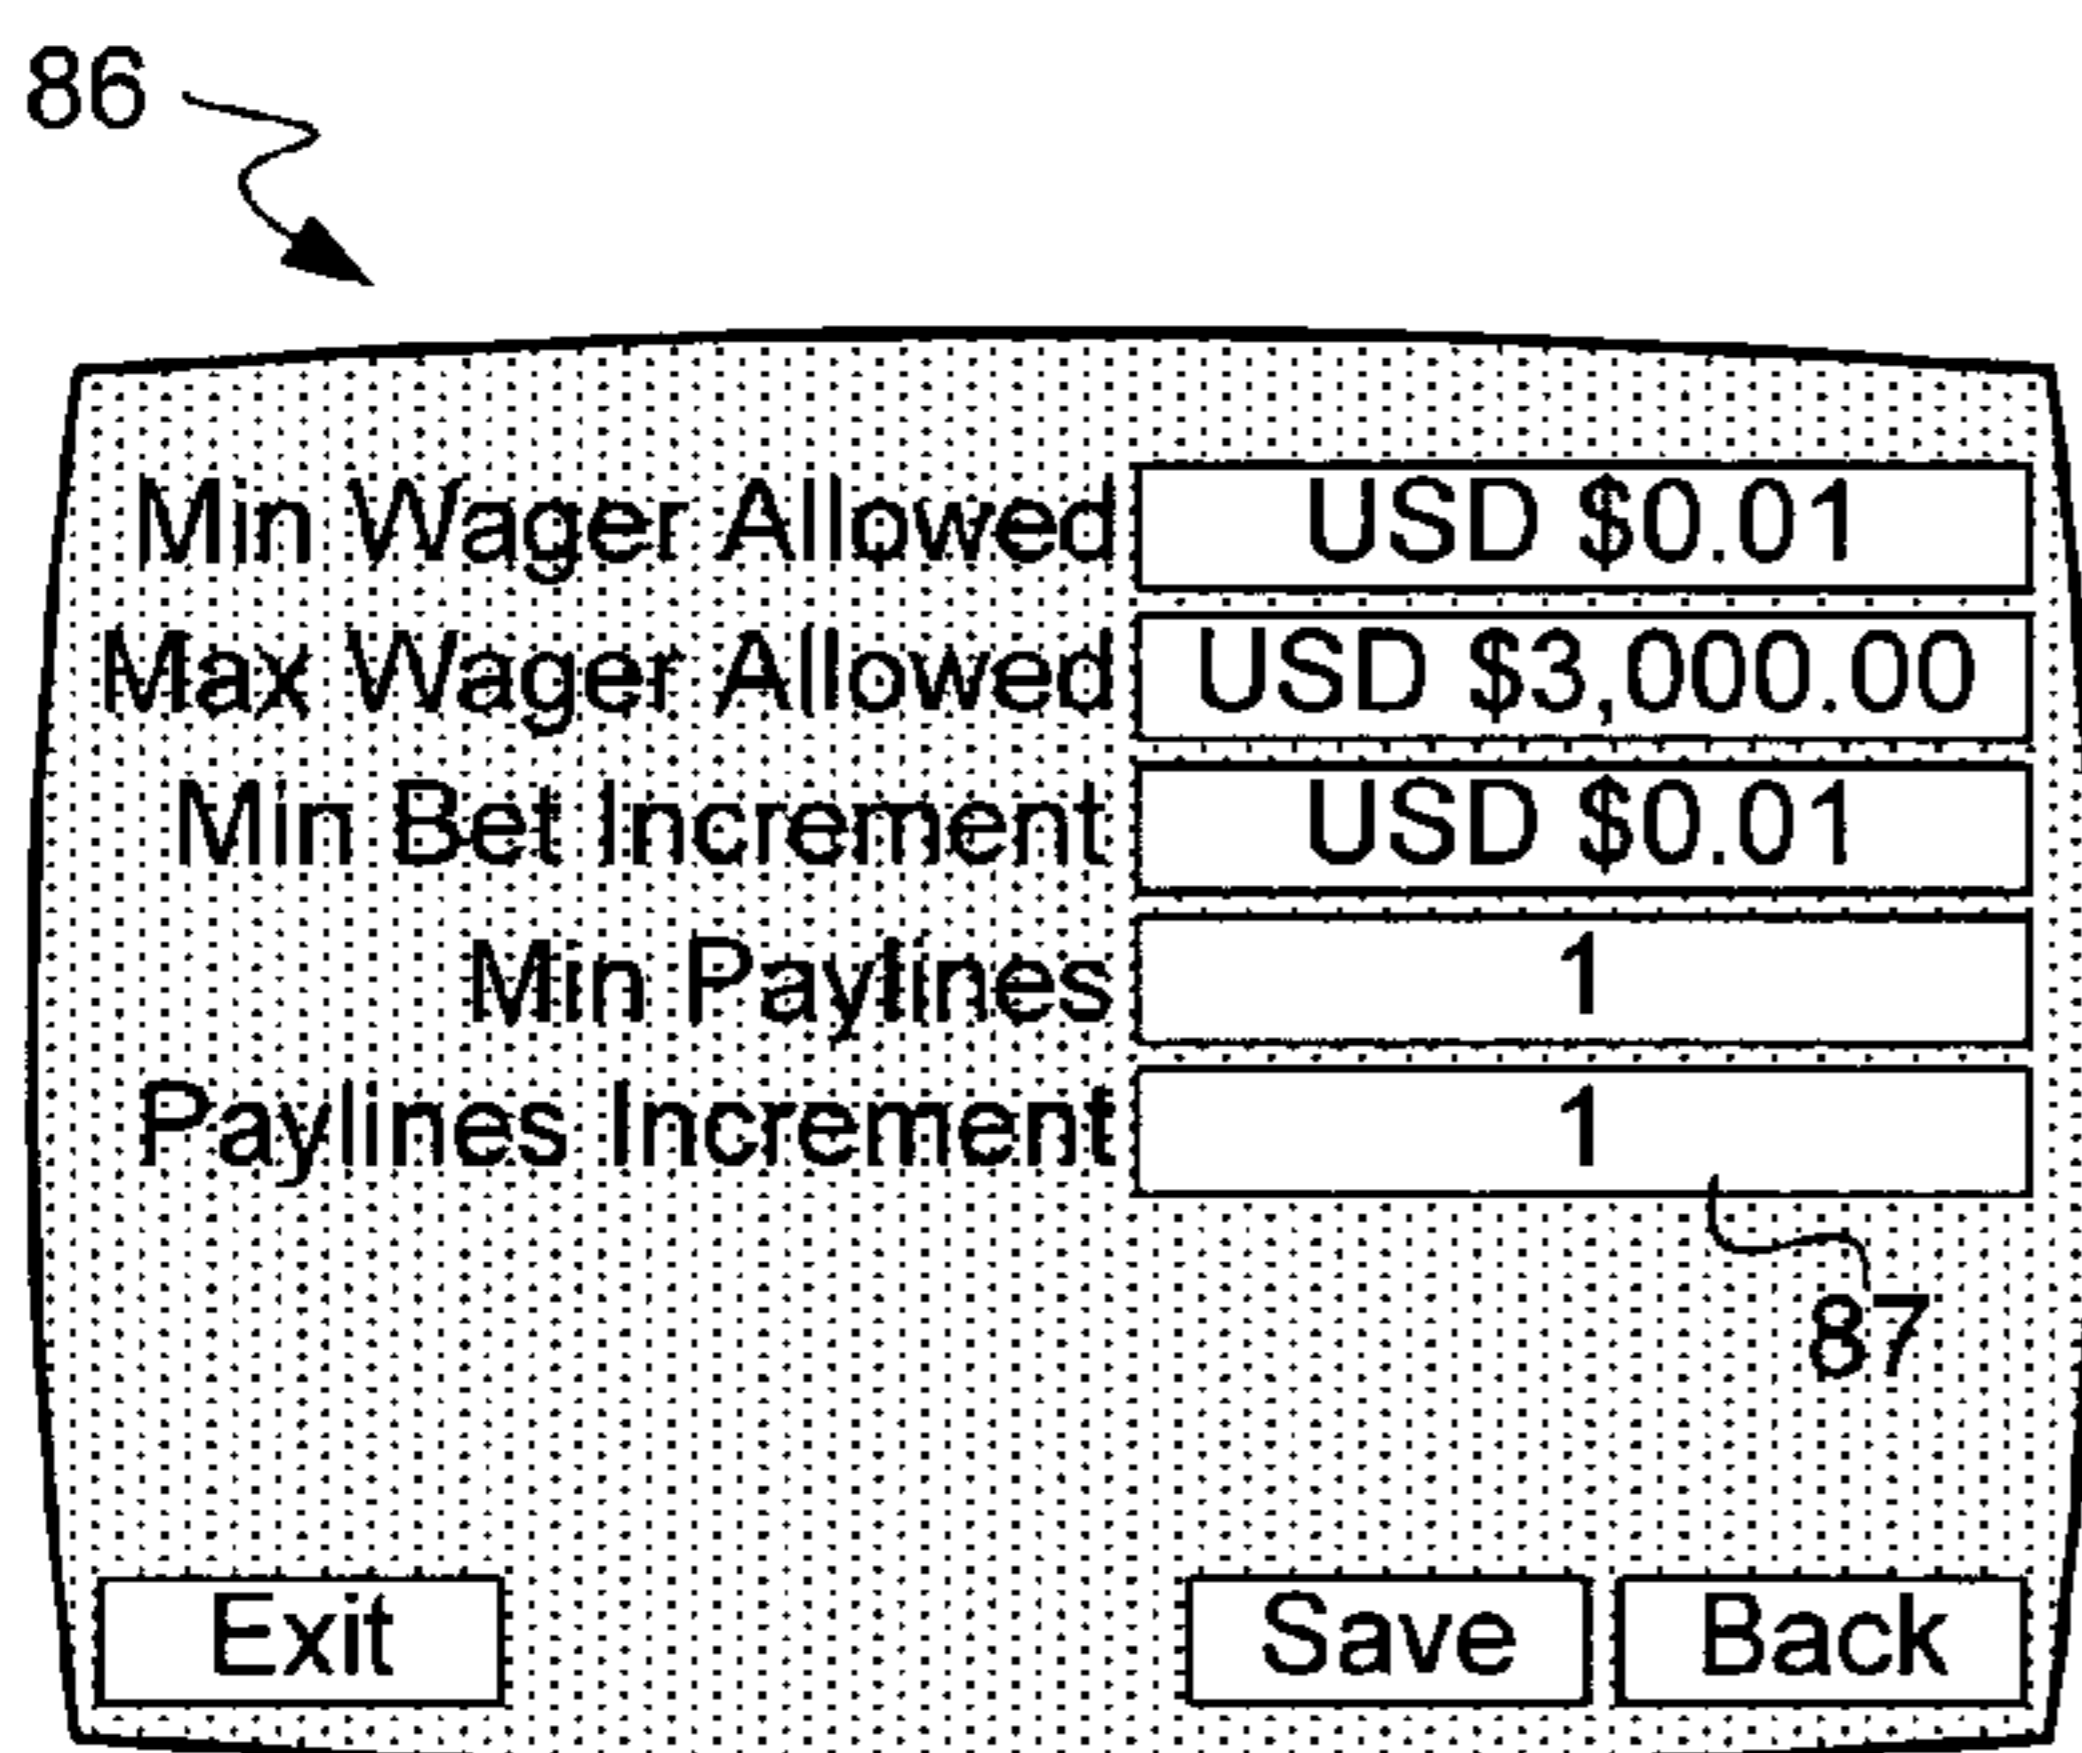 86
Min Wager Allowed USD $0.01
Max Wager Allowed USD $3,000.00
Min Bet Increment USD $0.01
Min Paylines 1
Paylines Increment 1
87
Exit Save Back